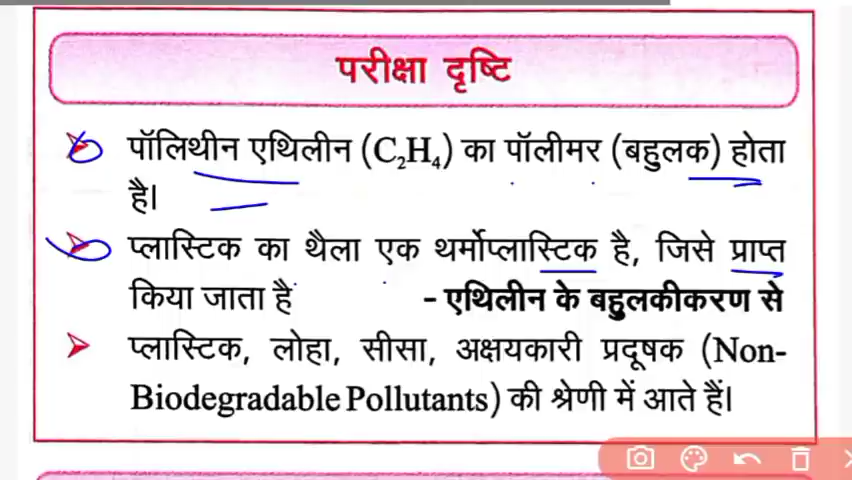 परीक्षा दृष्टि
पॉलिथीन एथिलीन (C₂H₄) का पॉलीमर (बहुलक) होता
है।
प्लास्टिक का थैला एक थर्मोप्लास्टिक है, जिसे प्राप्त
किया जाता है - एथिलीन के बहुलकीकरण से
प्लास्टिक, लोहा, सीसा, अक्षयकारी प्रदूषक (Non-
Biodegradable Pollutants) की श्रेणी में आते हैं।